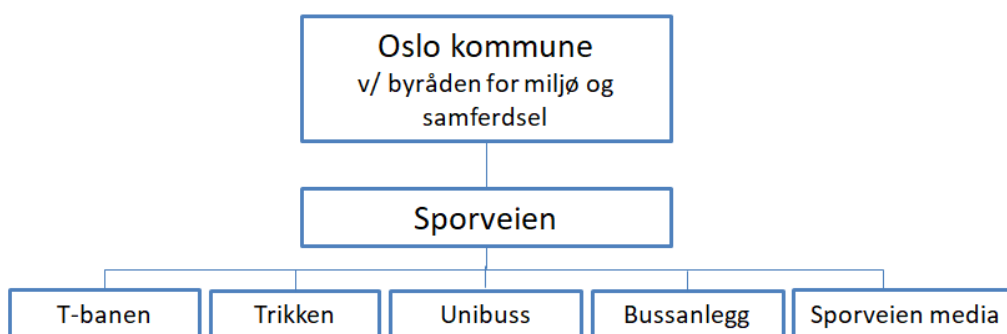 Oslo kommune
v/ byråden for miljø og
samferdsel
Sporveien
T-banen
Trikken
Unibuss
Bussanlegg
Sporveien media